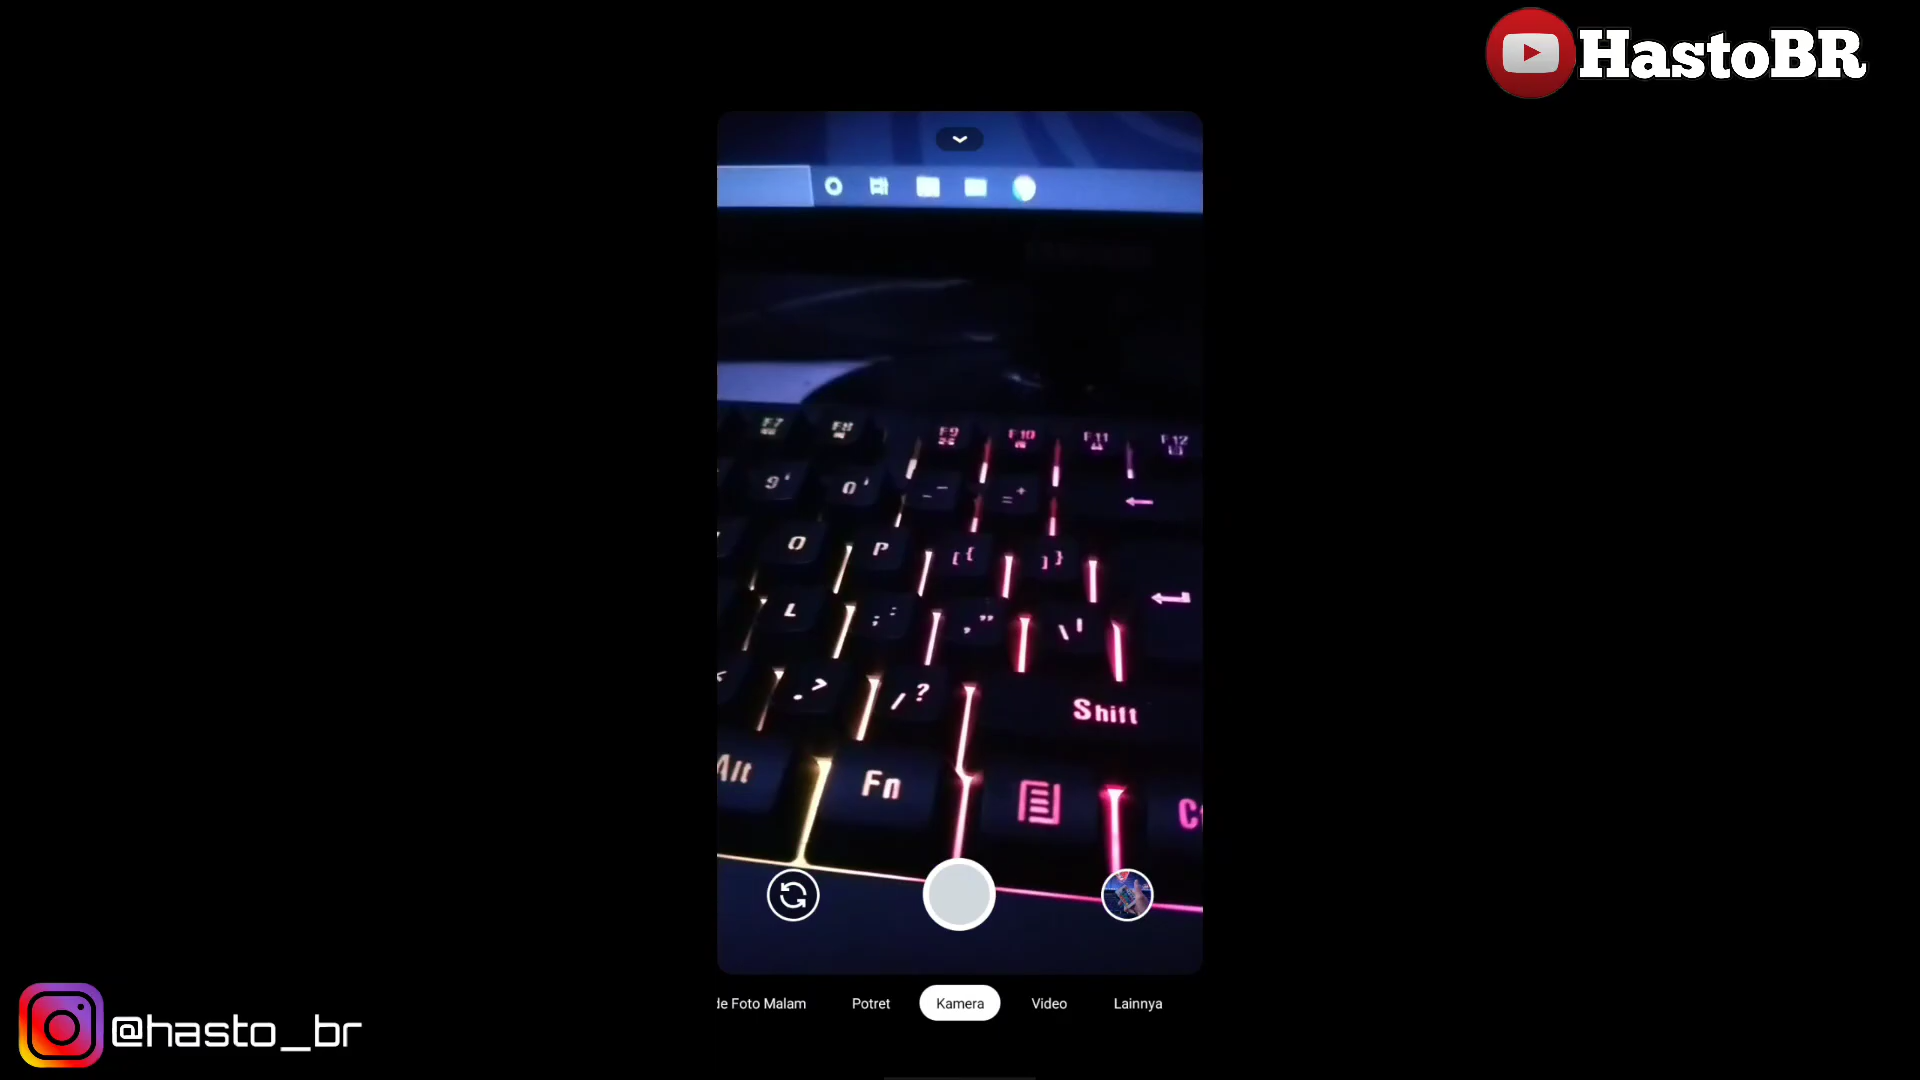 HastoBR
F7 F8 F9 F10 F11 F12
9 0 - = +
O P [ { ] }
L ; : , " \
. > / ? Shift
Alt Fn
de Foto Malam Potret Kamera Video Lainnya
@hasto_br